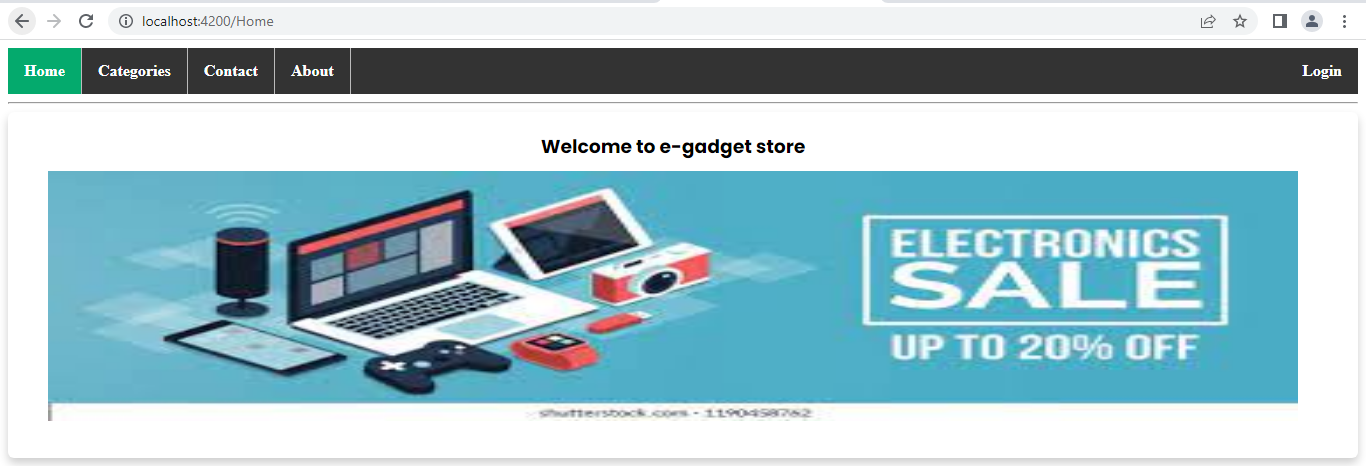 localhost:4200/Home
Home Categories Contact About Login
Welcome to e-gadget store
ELECTRONICS
SALE
UP TO 20% OFF
shutterstock.com · 1190458762